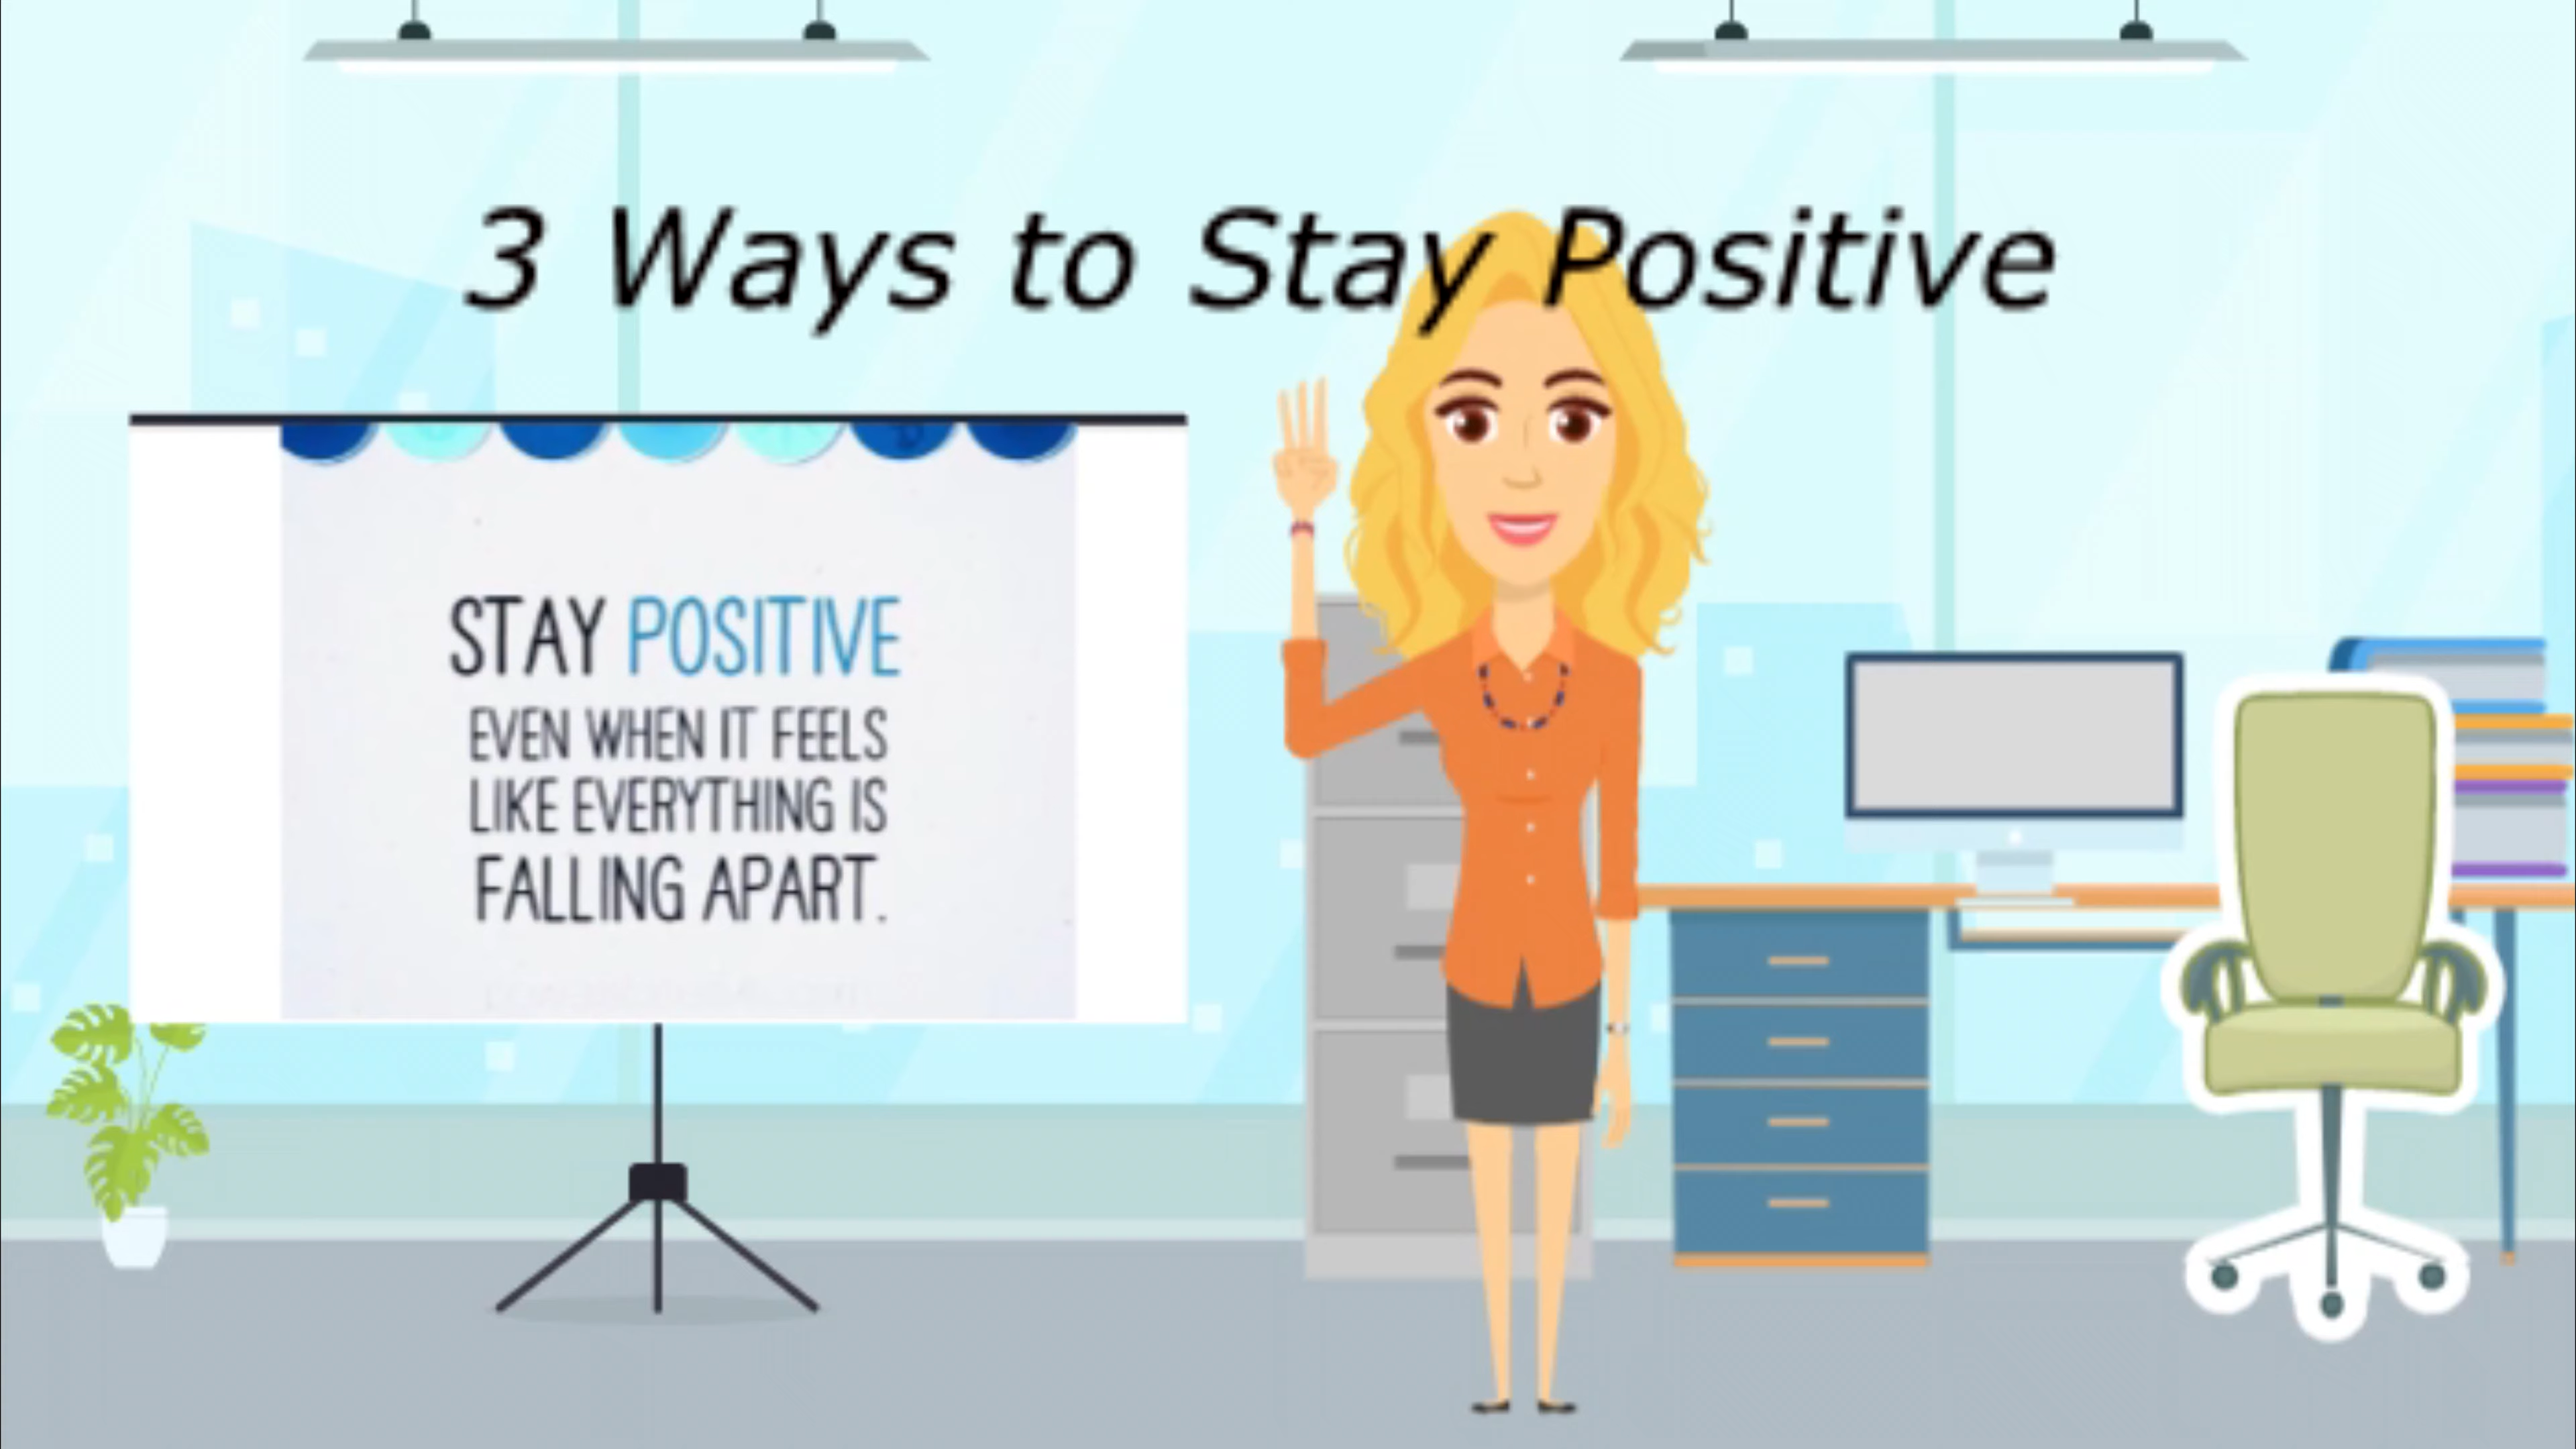 3 Ways to Stay Positive
STAY POSITIVE
EVEN WHEN IT FEELS
LIKE EVERYTHING IS
FALLING APART.